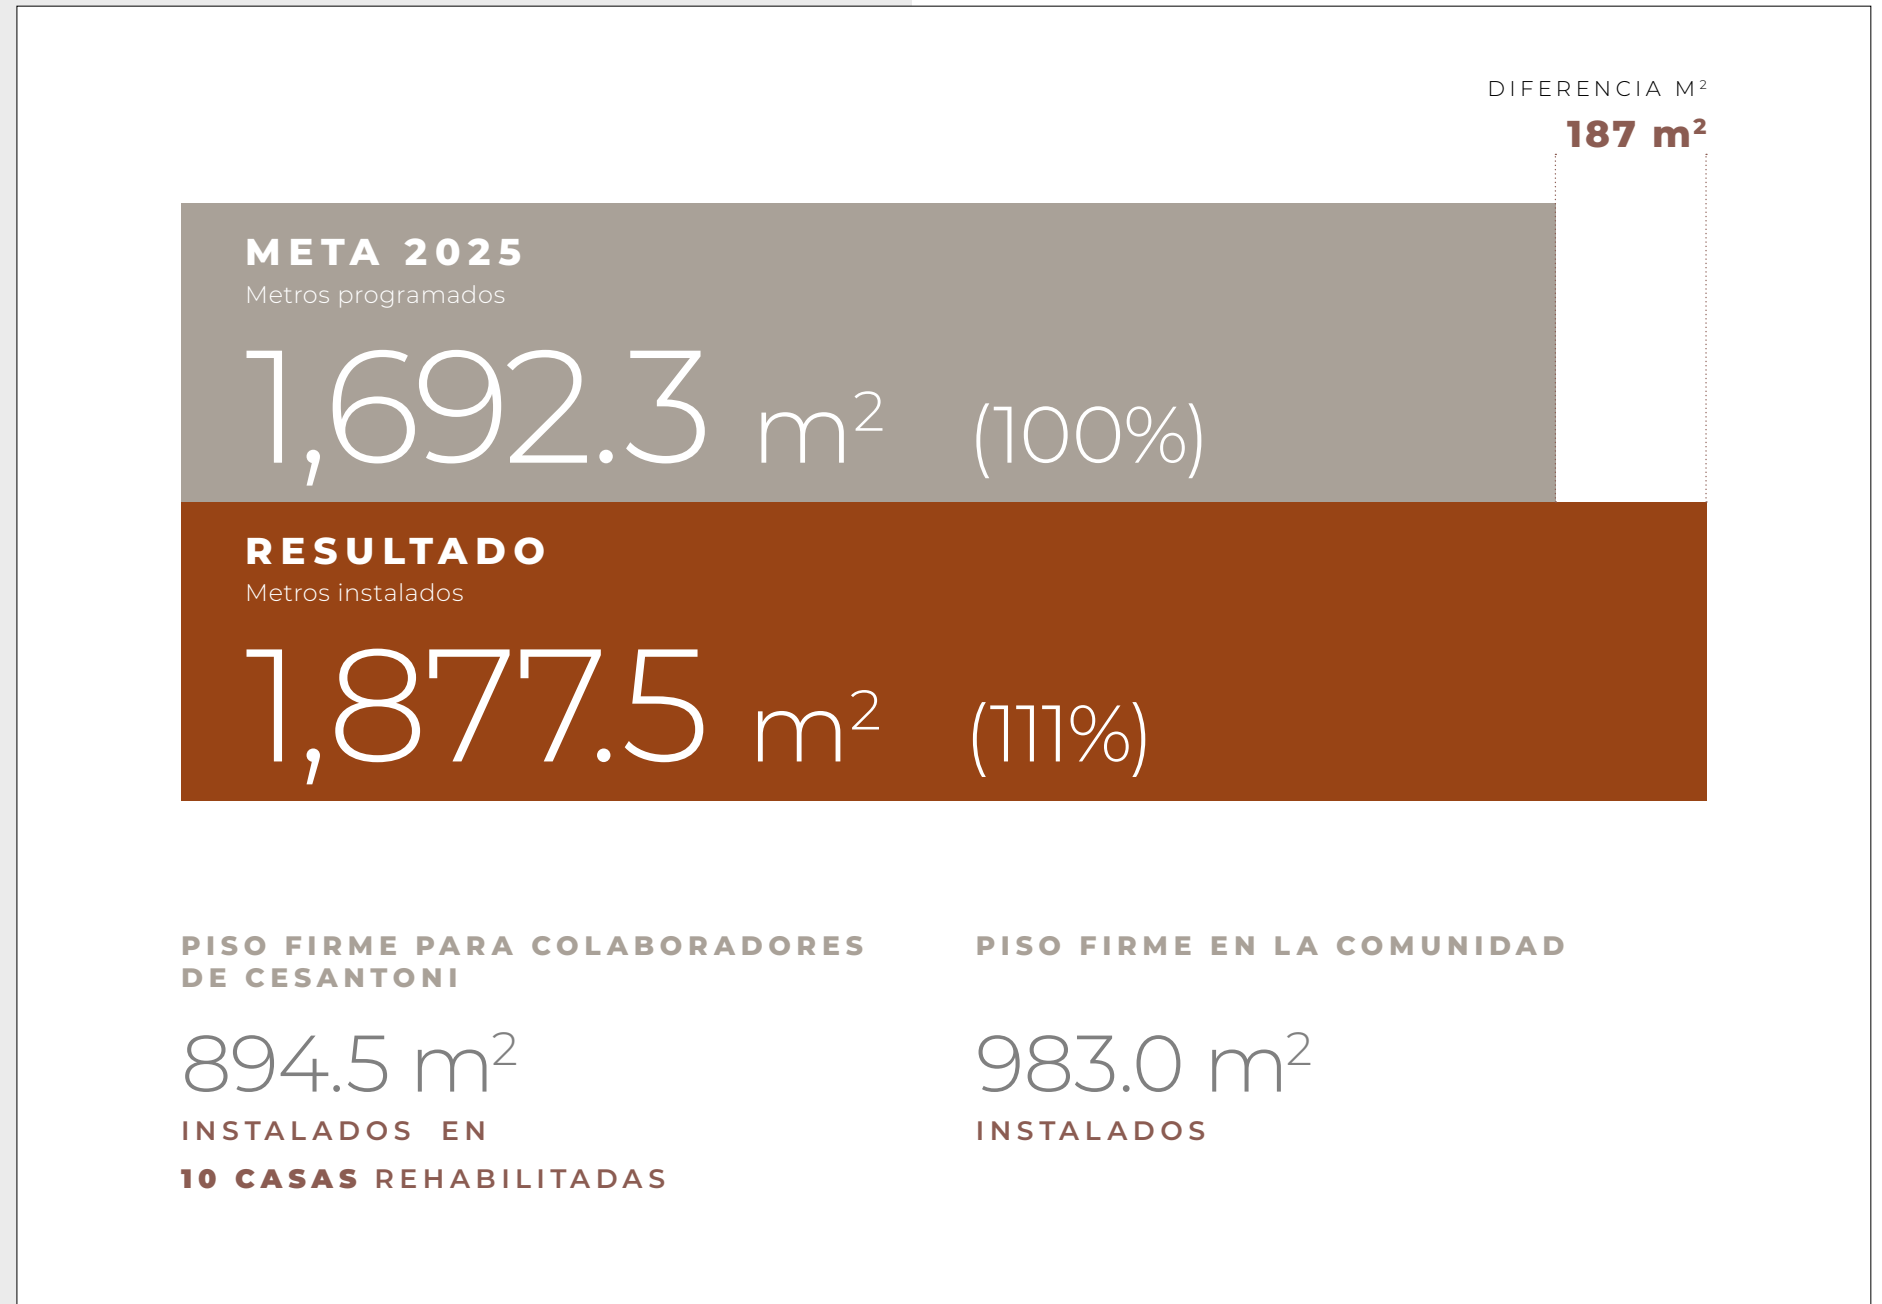 DIFERENCIA M²
187 m²
META 2025
Metros programados
1,692.3 m² (100%)
RESULTADO
Metros instalados
1,877.5 m² (111%)
PISO FIRME PARA COLABORADORES
DE CESANTONI
894.5 m²
INSTALADOS EN
10 CASAS REHABILITADAS
PISO FIRME EN LA COMUNIDAD
983.0 m²
INSTALADOS